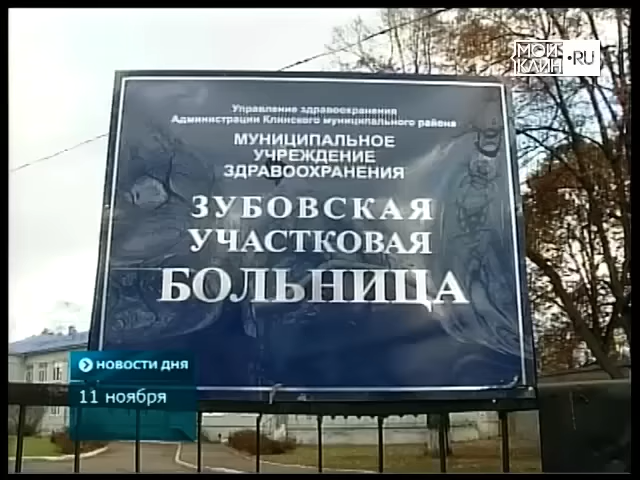 МОЙ
КЛИН.RU
Управление здравоохранения
Администрации Клинского муниципального района
МУНИЦИПАЛЬНОЕ
УЧРЕЖДЕНИЕ
ЗДРАВООХРАНЕНИЯ
ЗУБОВСКАЯ
УЧАСТКОВАЯ
БОЛЬНИЦА
НОВОСТИ ДНЯ
11 ноября